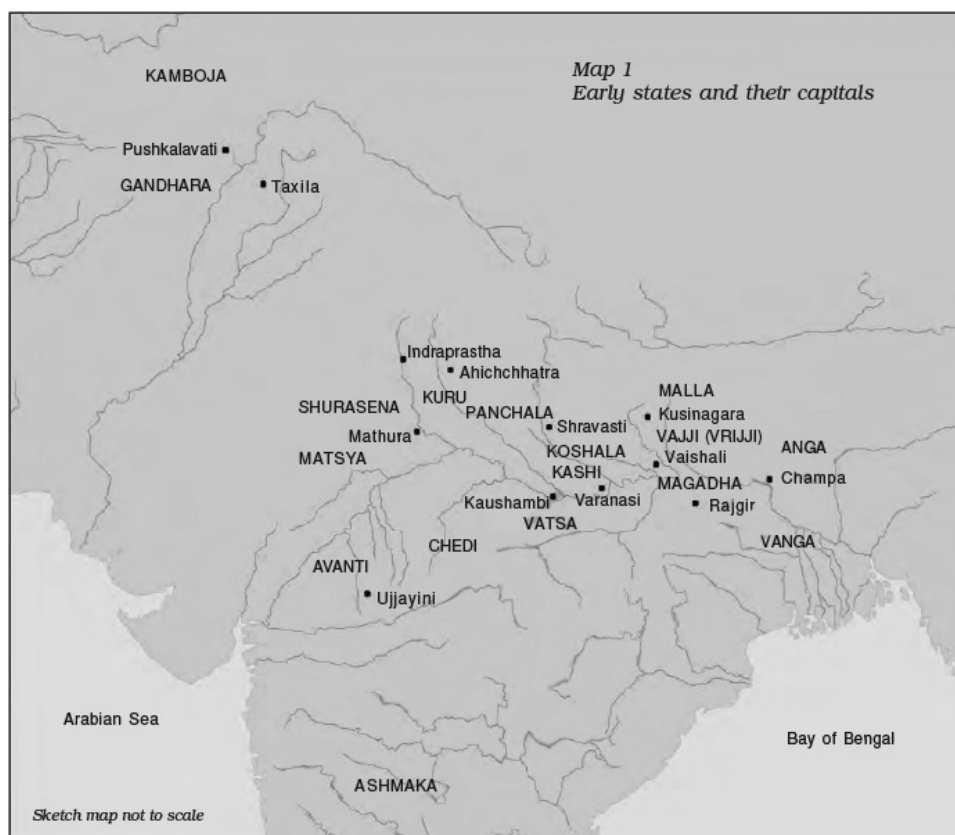 Map 1
Early states and their capitals
KAMBOJA
Pushkalavati
GANDHARA
Taxila
Indraprastha
Ahichchhatra
KURU
MALLA
SHURASENA
PANCHALA
Kusinagara
Mathura
Shravasti
VAJJI (VRIJJI)
MATSYA
KOSHALA
ANGA
Vaishali
KASHI
Champa
MAGADHA
Kaushambi
Varanasi
Rajgir
VATSA
CHEDI
VANGA
AVANTI
Ujjayini
Arabian Sea
Bay of Bengal
ASHMAKA
Sketch map not to scale